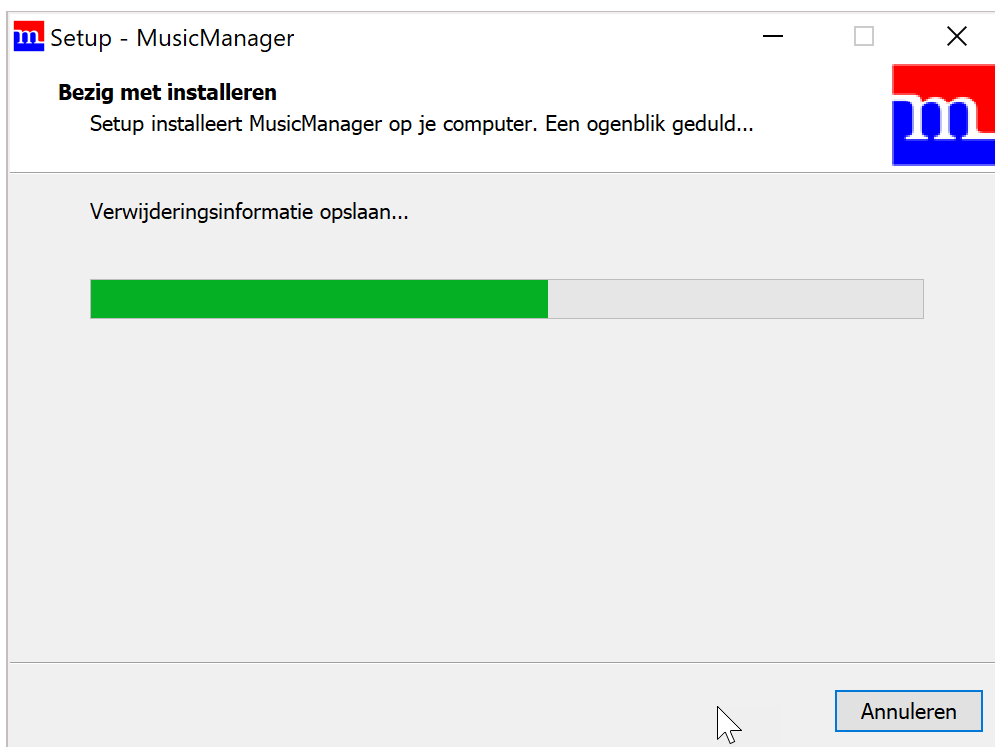 m Setup - MusicManager
Bezig met installeren
Setup installeert MusicManager op je computer. Een ogenblik geduld...
m
Verwijderingsinformatie opslaan...
Annuleren